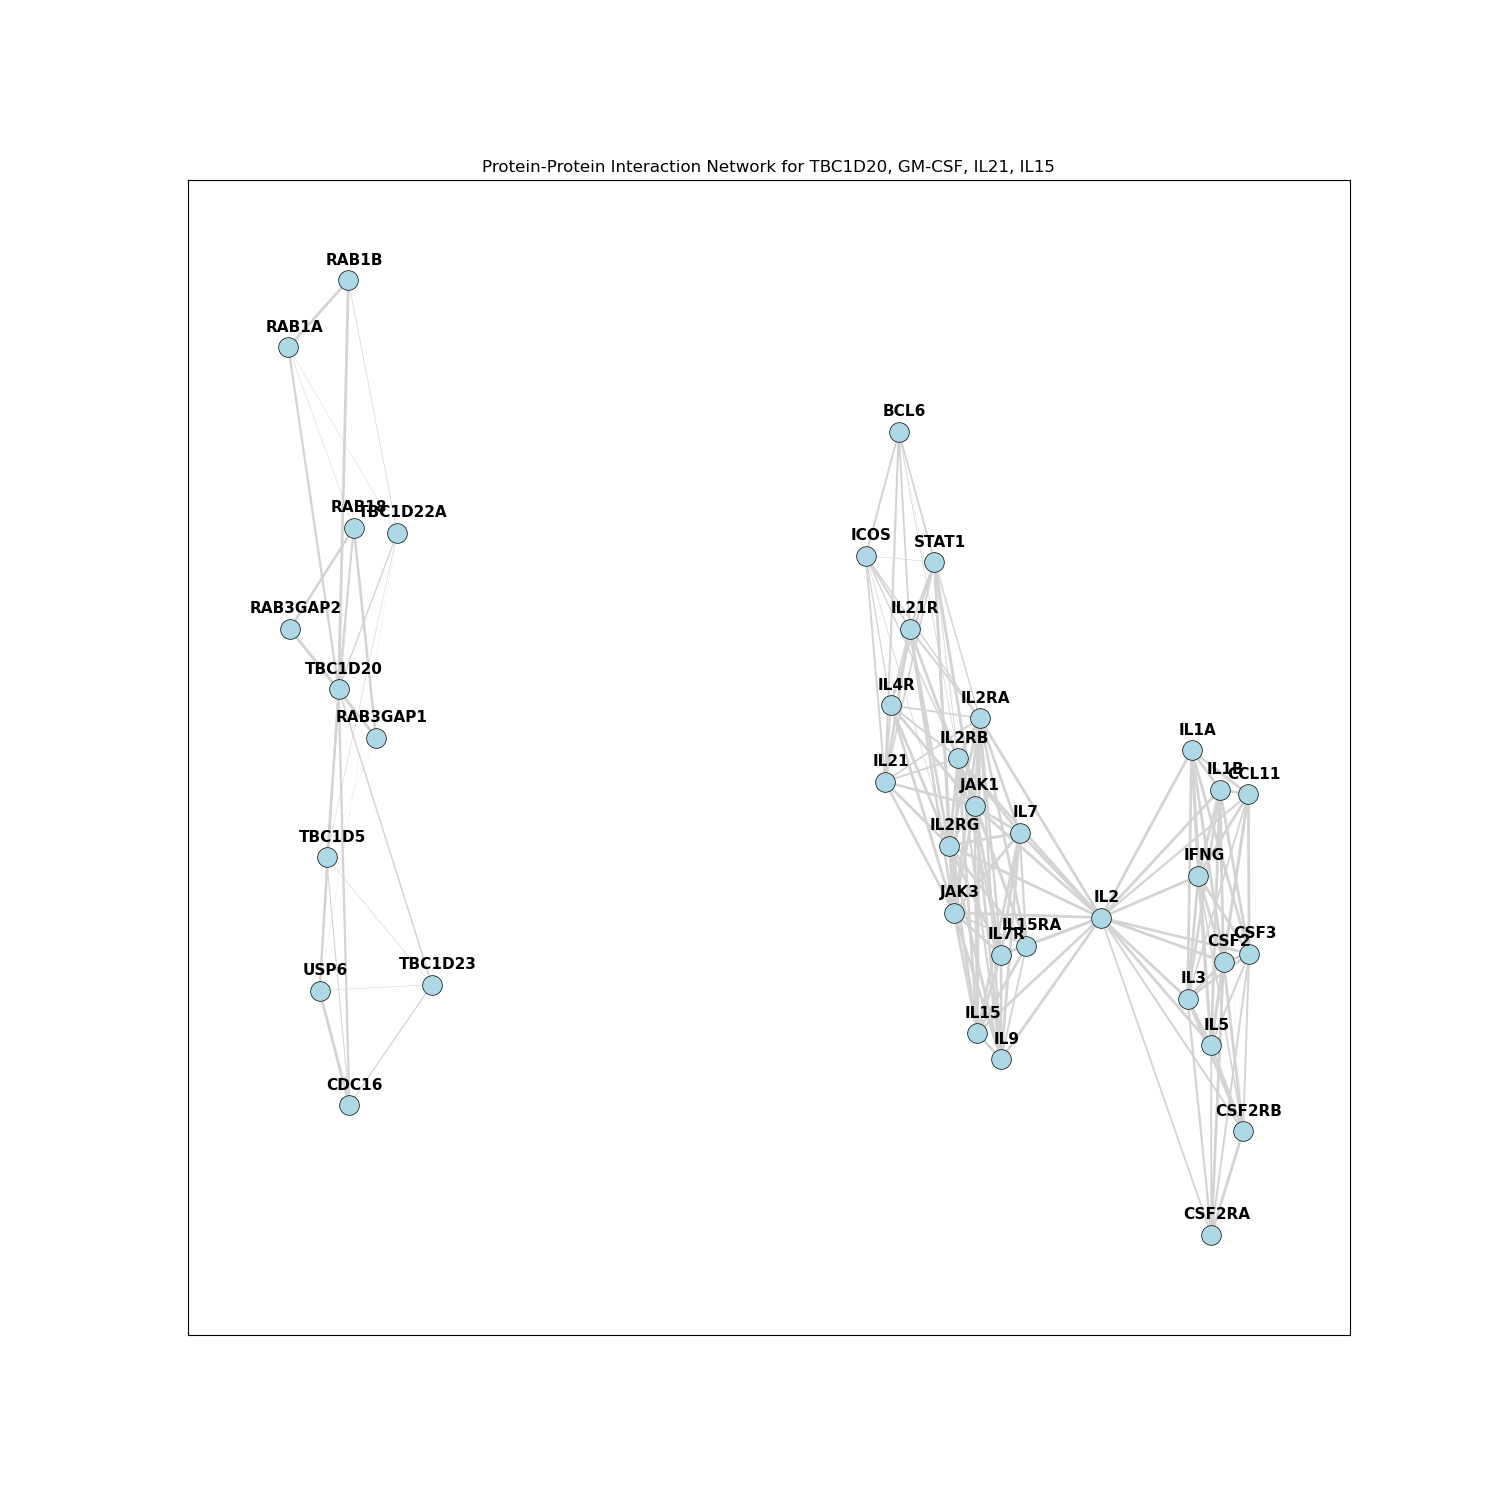 Protein-Protein Interaction Network for TBC1D20, GM-CSF, IL21, IL15
RAB1B
RAB1A
BCL6
RAB18
TBC1D22A
ICOS
STAT1
RAB3GAP2
IL21R
TBC1D20
IL4R
IL2RA
RAB3GAP1
IL1A
IL2RB
IL21
IL1B
CCL11
JAK1
IL7
IL2RG
TBC1D5
IFNG
JAK3
IL2
IL15RA
IL7R
CSF3
CSF2
TBC1D23
USP6
IL3
IL15
IL5
IL9
CDC16
CSF2RB
CSF2RA